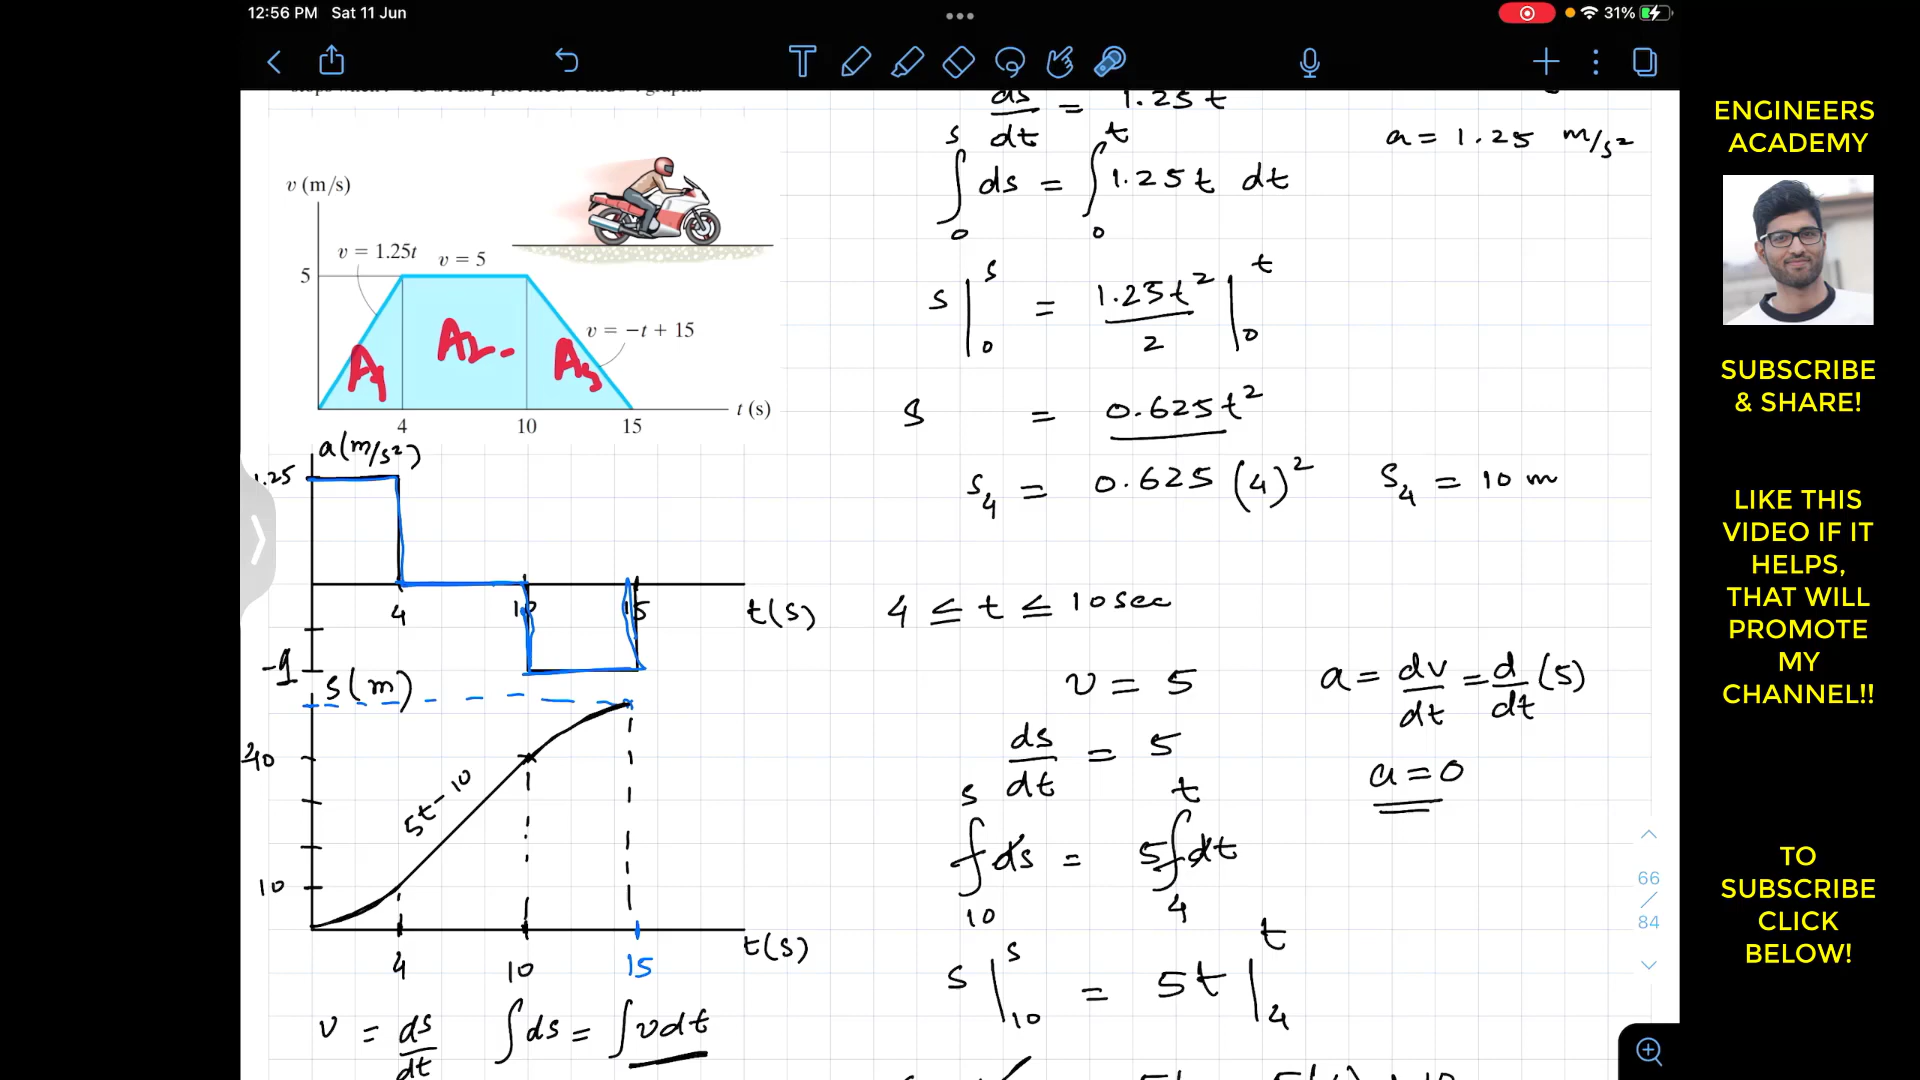 12:56 PM Sat 11 Jun
31%
v (m/s)
v = 1.25t
v = 5
5
v = −t + 15
A1
A2
A3
t (s)
4
10
15
a(m/s²)
1.25
4
15
t(s)
-1
s(m)
40
5t-10
10
t(s)
4
10
15
v = ds/dt
∫ds = ∫vdt
ds/dt = 1.25t
a = 1.25 m/s²
∫₀ˢ ds = ∫₀ᵗ 1.25t dt
s|₀ˢ = 1.25t²/2 |₀ᵗ
s = 0.625t²
s₄ = 0.625 (4)² s₄ = 10 m
4 ≤ t ≤ 10sec
v = 5 a = dv/dt = d/dt (5)
ds/dt = 5
a = 0
∫₁₀ˢ ds = 5∫₄ᵗ dt
s|₁₀ˢ = 5t|₄ᵗ
66
/
84
ENGINEERS
ACADEMY
SUBSCRIBE
& SHARE!
LIKE THIS
VIDEO IF IT
HELPS,
THAT WILL
PROMOTE
MY
CHANNEL!!
TO
SUBSCRIBE
CLICK
BELOW!